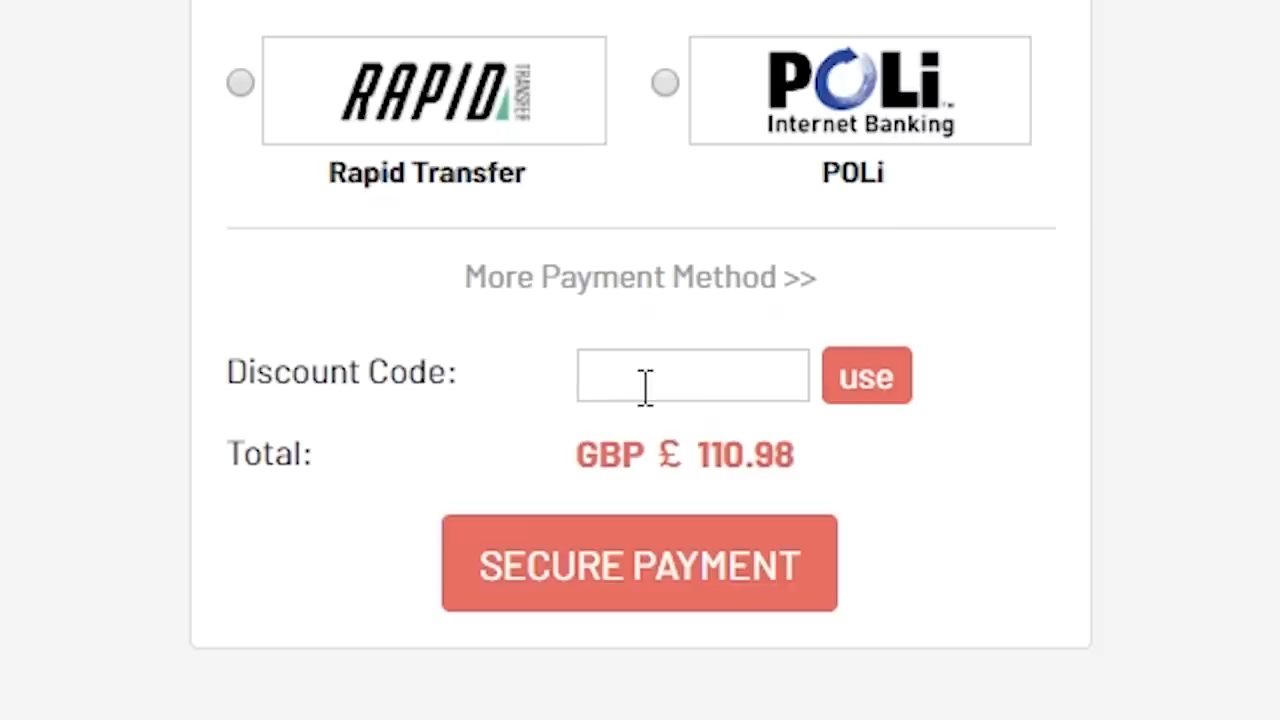 RAPID TRANSFER
POLi™
Internet Banking
Rapid Transfer
POLi
More Payment Method >>
Discount Code:
use
Total:
GBP £ 110.98
SECURE PAYMENT